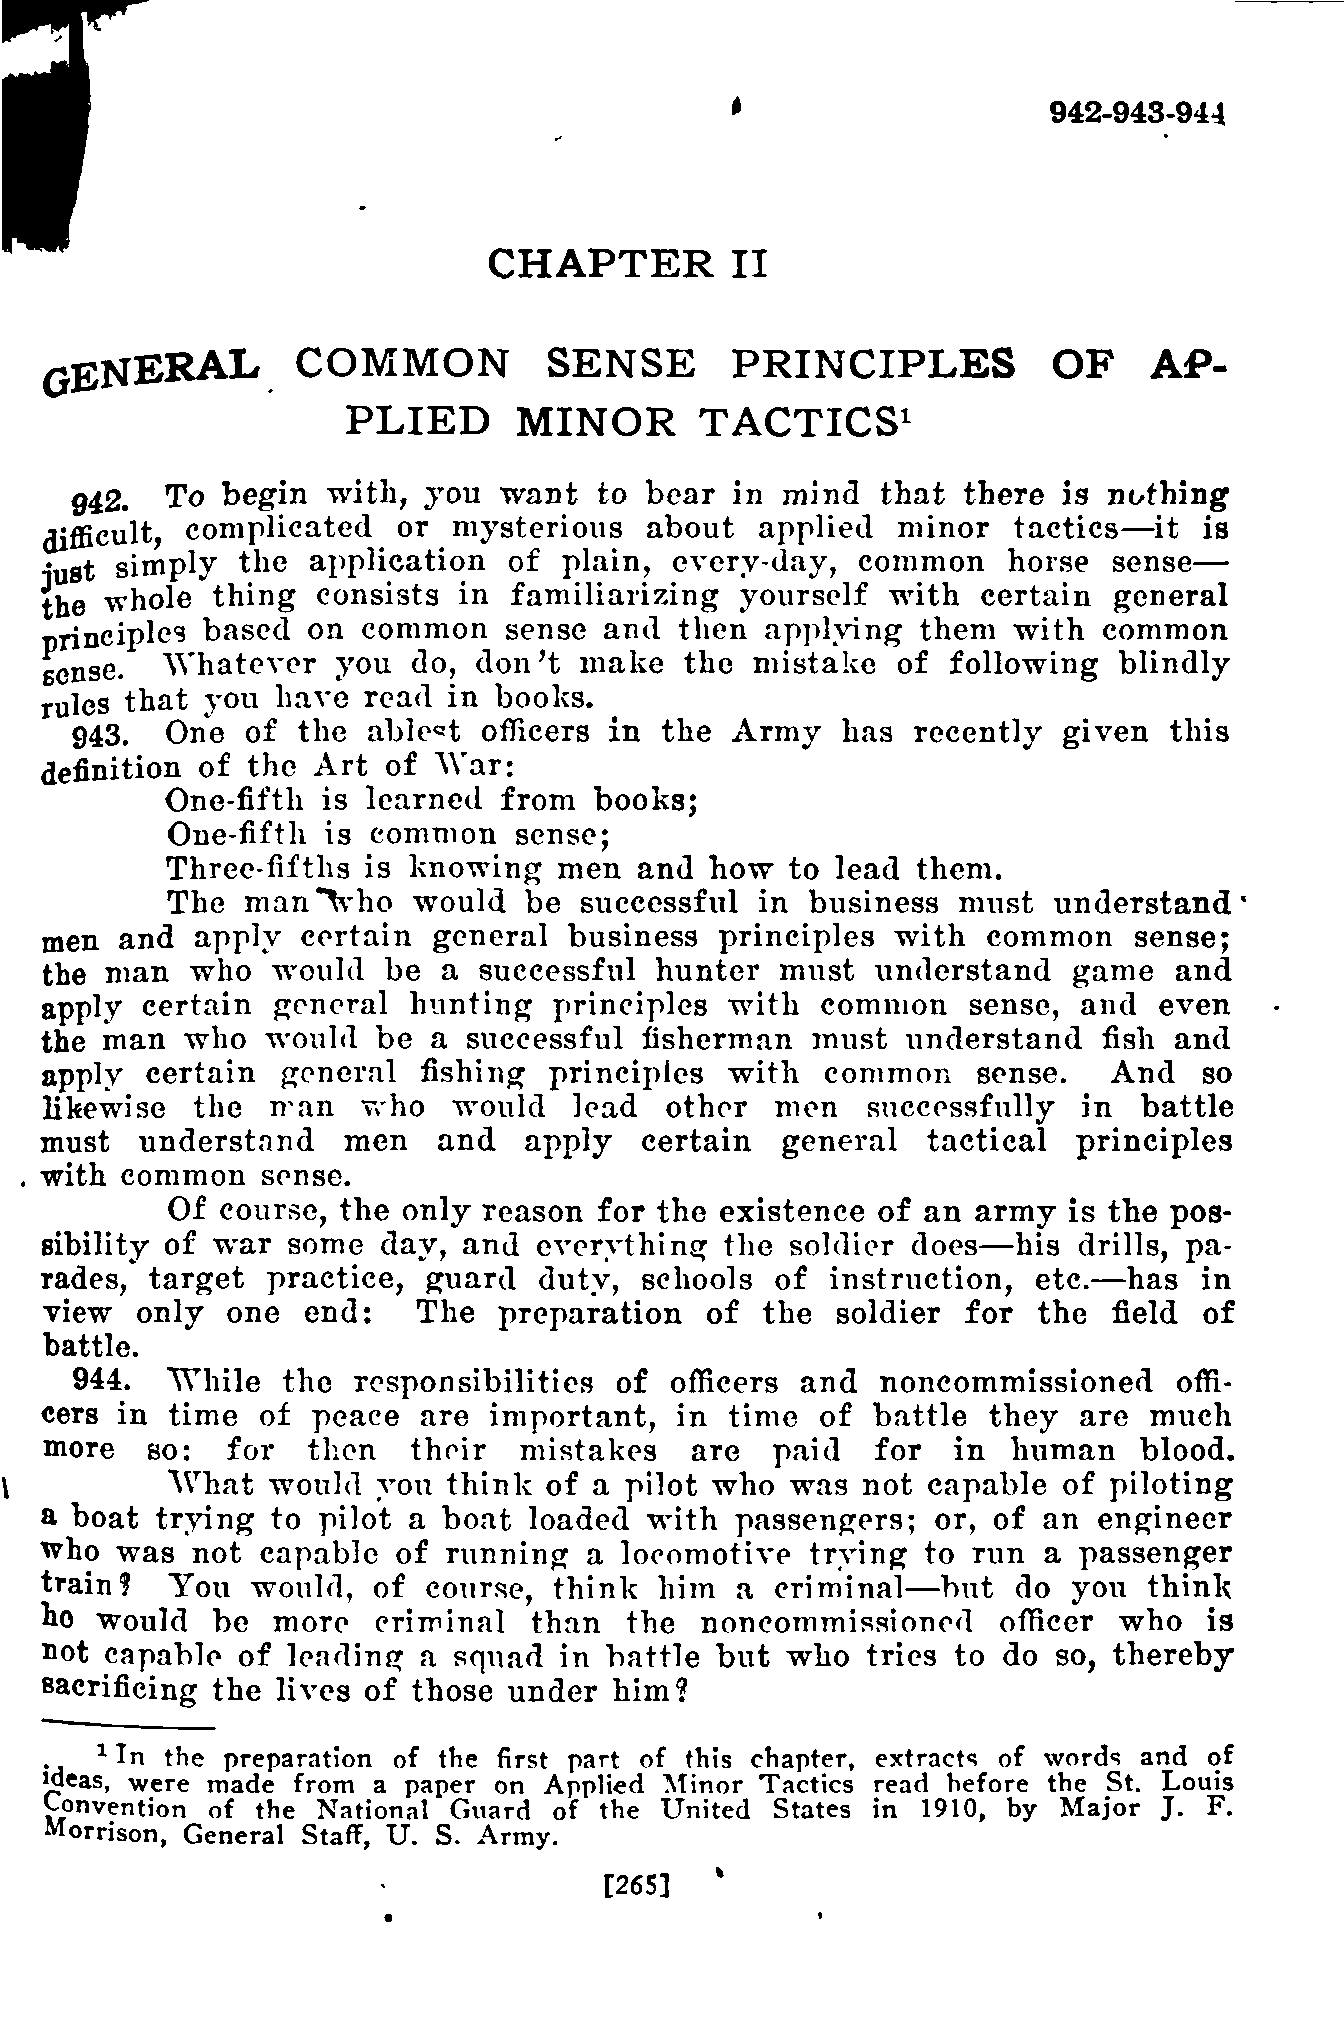 942-943-944
CHAPTER II
GENERAL COMMON SENSE PRINCIPLES OF AP-
PLIED MINOR TACTICS¹
942. To begin with, you want to bear in mind that there is nothing
difficult, complicated or mysterious about applied minor tactics—it is
just simply the application of plain, every-day, common horse sense—
the whole thing consists in familiarizing yourself with certain general
principles based on common sense and then applying them with common
sense. Whatever you do, don't make the mistake of following blindly
rules that you have read in books.
943. One of the ablest officers in the Army has recently given this
definition of the Art of War:
One-fifth is learned from books;
One-fifth is common sense;
Three-fifths is knowing men and how to lead them.
The man who would be successful in business must understand
men and apply certain general business principles with common sense;
the man who would be a successful hunter must understand game and
apply certain general hunting principles with common sense, and even
the man who would be a successful fisherman must understand fish and
apply certain general fishing principles with common sense. And so
likewise the man who would lead other men successfully in battle
must understand men and apply certain general tactical principles
with common sense.
Of course, the only reason for the existence of an army is the pos-
sibility of war some day, and everything the soldier does—his drills, pa-
rades, target practice, guard duty, schools of instruction, etc.—has in
view only one end: The preparation of the soldier for the field of
battle.
944. While the responsibilities of officers and noncommissioned offi-
cers in time of peace are important, in time of battle they are much
more so: for then their mistakes are paid for in human blood.
What would you think of a pilot who was not capable of piloting
a boat trying to pilot a boat loaded with passengers; or, of an engineer
who was not capable of running a locomotive trying to run a passenger
train? You would, of course, think him a criminal—but do you think
he would be more criminal than the noncommissioned officer who is
not capable of leading a squad in battle but who tries to do so, thereby
sacrificing the lives of those under him?
¹ In the preparation of the first part of this chapter, extracts of words and of
ideas, were made from a paper on Applied Minor Tactics read before the St. Louis
Convention of the National Guard of the United States in 1910, by Major J. F.
Morrison, General Staff, U. S. Army.
[265]